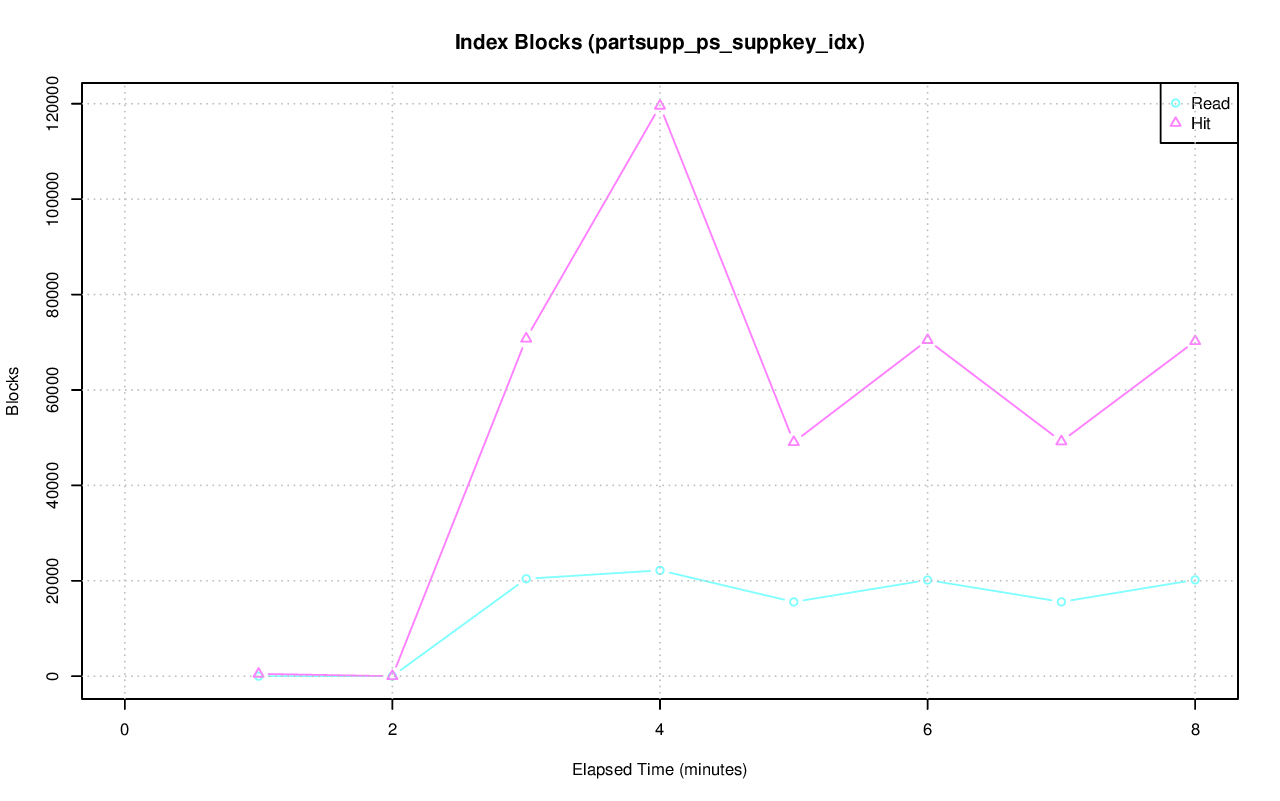 Index Blocks (partsupp_ps_suppkey_idx)
Read
Hit
Blocks
120000
100000
80000
60000
40000
20000
0
0 2 4 6 8
Elapsed Time (minutes)